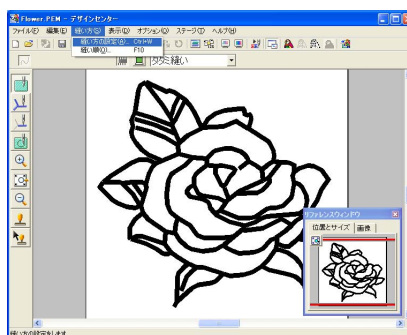 Flower.PEM - デザインセンター
ファイル(F) 編集(E) 縫い方(S) 表示(D) オプション(O) ステージ(T) ヘルプ(H)
縫い方の設定(A)... Ctrl+W
縫い順(O)... F10
タタミ縫い
リファレンスウィンドウ
位置とサイズ 画像
縫い方の設定をします